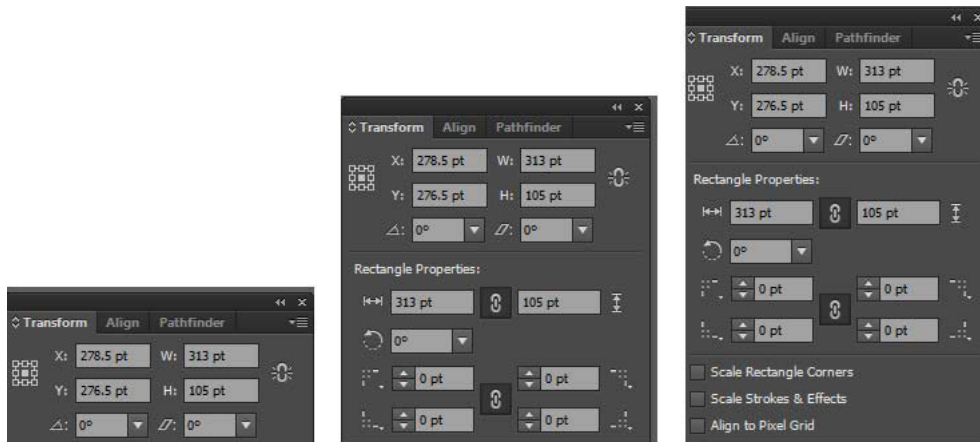 Transform Align Pathfinder
X: 278.5 pt W: 313 pt
Y: 276.5 pt H: 105 pt
0° 0°
Transform Align Pathfinder
X: 278.5 pt W: 313 pt
Y: 276.5 pt H: 105 pt
0° 0°
Rectangle Properties:
313 pt 105 pt
0°
0 pt 0 pt
0 pt 0 pt
Transform Align Pathfinder
X: 278.5 pt W: 313 pt
Y: 276.5 pt H: 105 pt
0° 0°
Rectangle Properties:
313 pt 105 pt
0°
0 pt 0 pt
0 pt 0 pt
Scale Rectangle Corners
Scale Strokes & Effects
Align to Pixel Grid